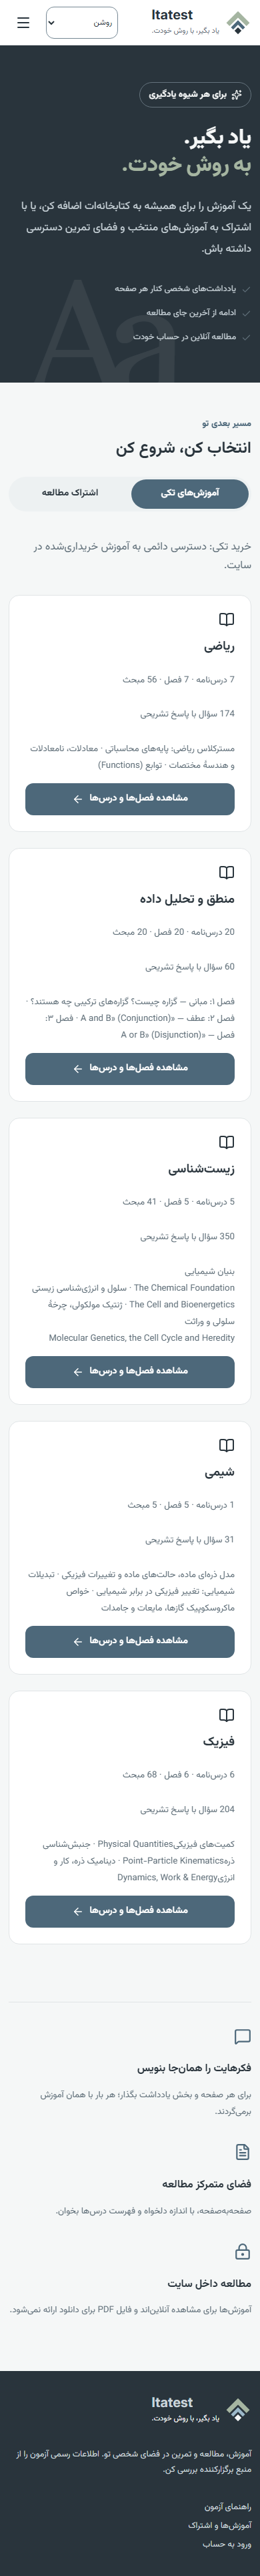 Itatest
یاد بگیر، با روش خودت.
روشن
برای هر شیوه یادگیری
یاد بگیر.
به روش خودت.
یک آموزش را برای همیشه به کتابخانه‌ات اضافه کن، یا با
اشتراک به آموزش‌های منتخب و فضای تمرین دسترسی
داشته باش.
یادداشت‌های شخصی کنار هر صفحه
ادامه از آخرین جای مطالعه
مطالعه آنلاین در حساب خودت
Aa
مسیر بعدی تو
انتخاب کن، شروع کن
آموزش‌های تکی
اشتراک مطالعه
خرید تکی: دسترسی دائمی به آموزش خریداری‌شده در
سایت.
ریاضی
7 درس‌نامه · 7 فصل · 56 مبحث
174 سؤال با پاسخ تشریحی
مسترکلاس ریاضی: پایه‌های محاسباتی · معادلات، نامعادلات
و هندسهٔ مختصات · توابع (Functions)
مشاهده فصل‌ها و درس‌ها
منطق و تحلیل داده
20 درس‌نامه · 20 فصل · 20 مبحث
60 سؤال با پاسخ تشریحی
فصل ۱: مبانی — گزاره چیست؟ گزاره‌های ترکیبی چه هستند؟ ·
فصل ۲: عطف — «A and B» (Conjunction) · فصل ۳:
فصل — «A or B» (Disjunction)
مشاهده فصل‌ها و درس‌ها
زیست‌شناسی
5 درس‌نامه · 5 فصل · 41 مبحث
350 سؤال با پاسخ تشریحی
بنیان شیمیایی
The Chemical Foundation · سلول و انرژی‌شناسی زیستی
The Cell and Bioenergetics · ژنتیک مولکولی، چرخهٔ
سلولی و وراثت
Molecular Genetics, the Cell Cycle and Heredity
مشاهده فصل‌ها و درس‌ها
شیمی
1 درس‌نامه · 5 فصل · 5 مبحث
31 سؤال با پاسخ تشریحی
مدل ذره‌ای ماده، حالت‌های ماده و تغییرات فیزیکی · تبدیلات
شیمیایی: تغییر فیزیکی در برابر شیمیایی · خواص
ماکروسکوپیک گازها، مایعات و جامدات
مشاهده فصل‌ها و درس‌ها
فیزیک
6 درس‌نامه · 6 فصل · 68 مبحث
204 سؤال با پاسخ تشریحی
کمیت‌های فیزیکیPhysical Quantities · جنبش‌شناسی
ذرهPoint-Particle Kinematics · دینامیک ذره، کار و
انرژیDynamics, Work & Energy
مشاهده فصل‌ها و درس‌ها
فکرهایت را همان‌جا بنویس
برای هر صفحه و بخش یادداشت بگذار؛ هر بار با همان آموزش
برمی‌گردند.
فضای متمرکز مطالعه
صفحه‌به‌صفحه، با اندازه دلخواه و فهرست درس‌ها بخوان.
مطالعه داخل سایت
آموزش‌ها برای مشاهده آنلاین‌اند و فایل PDF برای دانلود ارائه نمی‌شود.
Itatest
یاد بگیر، با روش خودت.
آموزش، مطالعه و تمرین در فضای شخصی تو. اطلاعات رسمی آزمون را از
منبع برگزارکننده بررسی کن.
راهنمای آزمون
آموزش‌ها و اشتراک
ورود به حساب